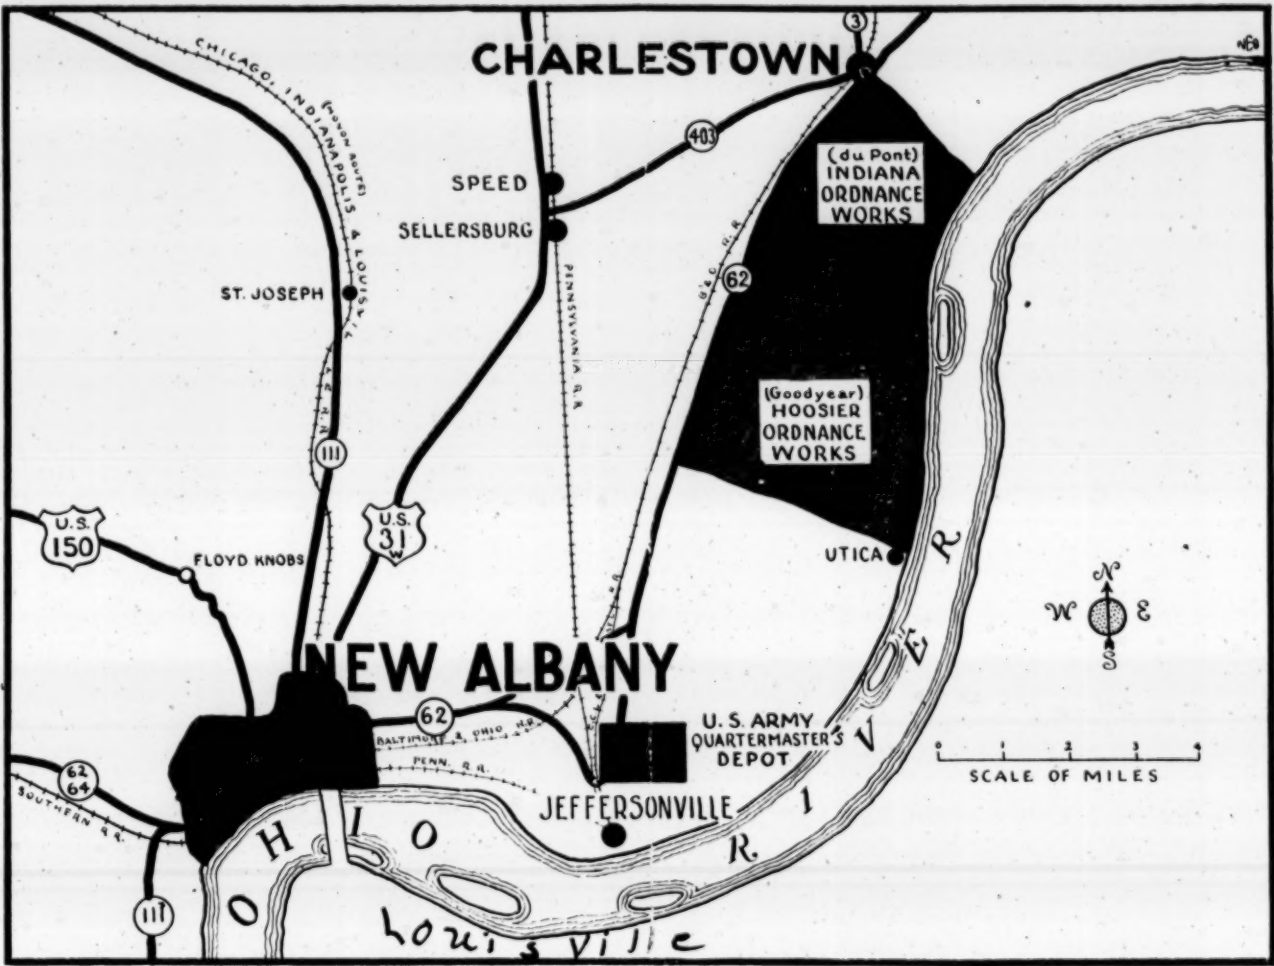 3
NEB
CHARLESTOWN
CHICAGO, INDIANAPOLIS & LOUISVILLE R.R.
(MONON ROUTE)
403
(du Pont)
INDIANA
ORDNANCE
WORKS
SPEED
SELLERSBURG
B & O R.R
62
ST. JOSEPH
PENNSYLVANIA R.R
(Goodyear)
HOOSIER
ORDNANCE
WORKS
111
U.S.
150
U.S.
31
W
FLOYD KNOBS
UTICA
N
W E
S
NEW ALBANY
62
BALTIMORE & OHIO R.R.
PENN. R.R.
U.S. ARMY
QUARTERMASTER'S
DEPOT
0 1 2 3 4
SCALE OF MILES
62
64
SOUTHERN R.R.
JEFFERSONVILLE
OHIO RIVER
111
Louisville